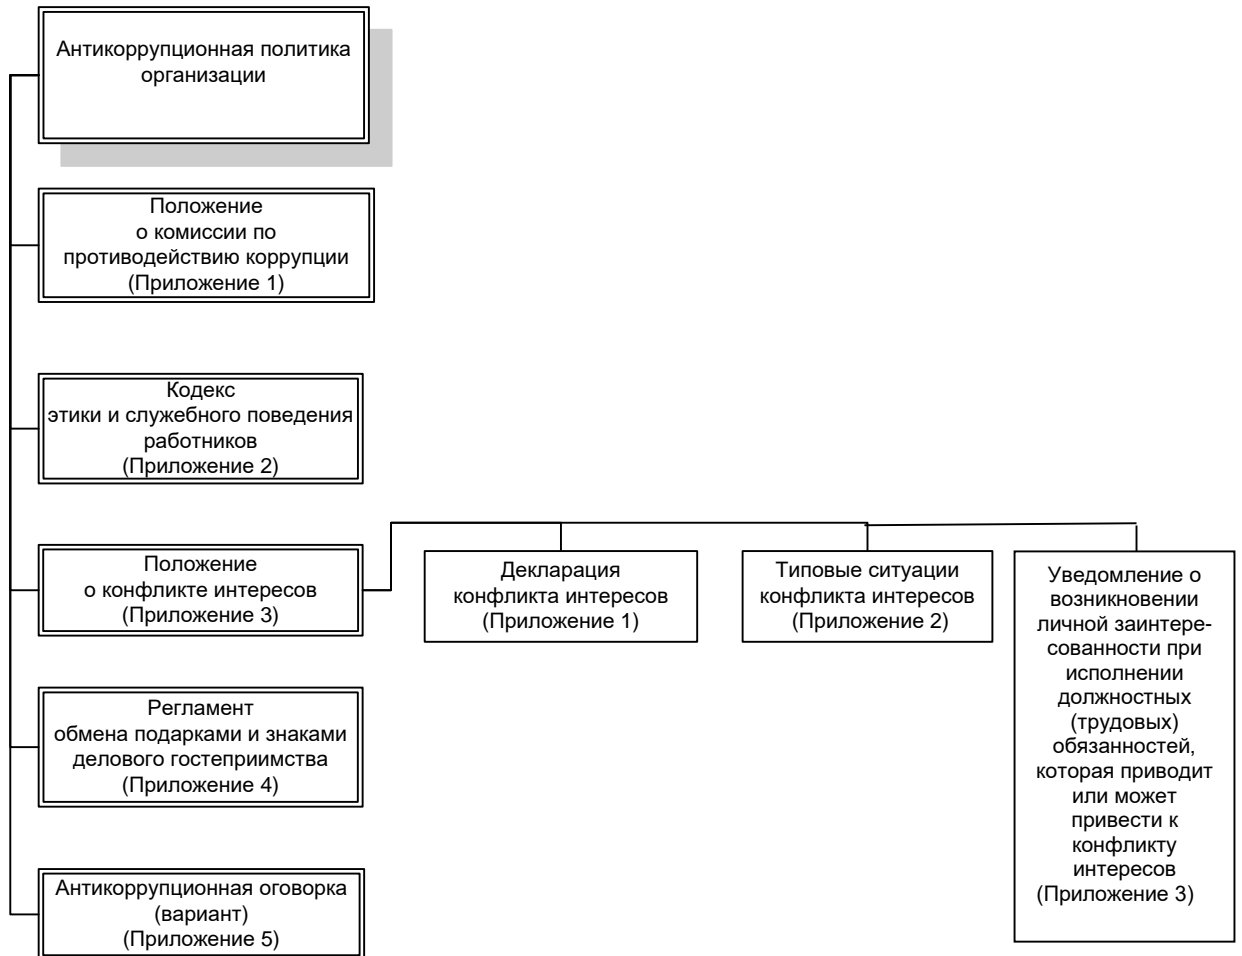 Антикоррупционная политика
организации
Положение
о комиссии по
противодействию коррупции
(Приложение 1)
Кодекс
этики и служебного поведения
работников
(Приложение 2)
Положение
о конфликте интересов
(Приложение 3)
Декларация
конфликта интересов
(Приложение 1)
Типовые ситуации
конфликта интересов
(Приложение 2)
Уведомление о
возникновении
личной заинтере-
сованности при
исполнении
должностных
(трудовых)
обязанностей,
которая приводит
или может
привести к
конфликту
интересов
(Приложение 3)
Регламент
обмена подарками и знаками
делового гостеприимства
(Приложение 4)
Антикоррупционная оговорка
(вариант)
(Приложение 5)